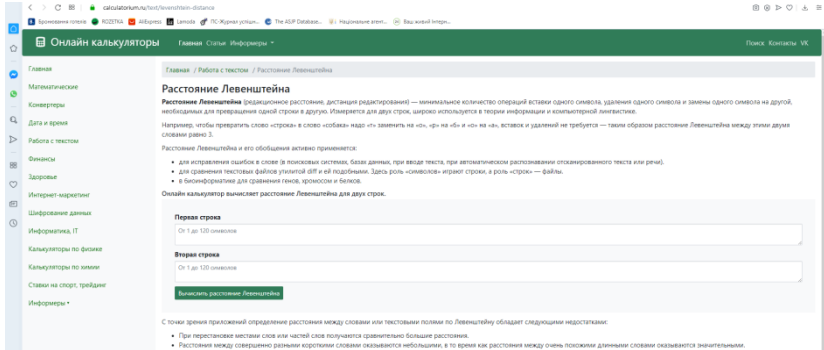 calculatorium.ru/text/levenshtein-distance
Бронювання готелів ROZETKA AliExpress Lamoda ПС-Журнал успішн... The ASJP Database... Національне агент... Ваш новий інтерн...
Онлайн калькуляторы Главная Статьи Информеры Поиск Контакты VK
Главная
Математические
Конвертеры
Дата и время
Работа с текстом
Финансы
Здоровье
Интернет-маркетинг
Шифрование данных
Информатика, IT
Калькуляторы по физике
Калькуляторы по химии
Ставки на спорт, трейдинг
Информеры
Главная / Работа с текстом / Расстояние Левенштейна
Расстояние Левенштейна
Расстояние Левенштейна (редакционное расстояние, дистанция редактирования) — минимальное количество операций вставки одного символа, удаления одного символа и замены одного символа на другой,
необходимых для превращения одной строки в другую. Измеряется для двух строк, широко используется в теории информации и компьютерной лингвистике.
Например, чтобы превратить слово «строка» в слово «собака» надо «т» заменить на «о», «р» на «б» и «о» на «а», вставок и удалений не требуется — таким образом расстояние Левенштейна между этими двумя
словами равно 3.
Расстояние Левенштейна и его обобщения активно применяется:
• для исправления ошибок в слове (в поисковых системах, базах данных, при вводе текста, при автоматическом распознавании отсканированного текста или речи).
• для сравнения текстовых файлов утилитой diff и ей подобными. Здесь роль «символов» играют строки, а роль «строк» — файлы.
• в биоинформатике для сравнения генов, хромосом и белков.
Онлайн калькулятор вычисляет расстояние Левенштейна для двух строк.
Первая строка
От 1 до 120 символов
Вторая строка
От 1 до 120 символов
Вычислить расстояние Левенштейна
С точки зрения приложений определение расстояния между словами или текстовыми полями по Левенштейну обладает следующими недостатками:
• При перестановке местами слов или частей слов получаются сравнительно большие расстояния.
• Расстояния между совершенно разными короткими словами оказываются небольшими, в то время как расстояния между очень похожими длинными словами оказываются значительными.